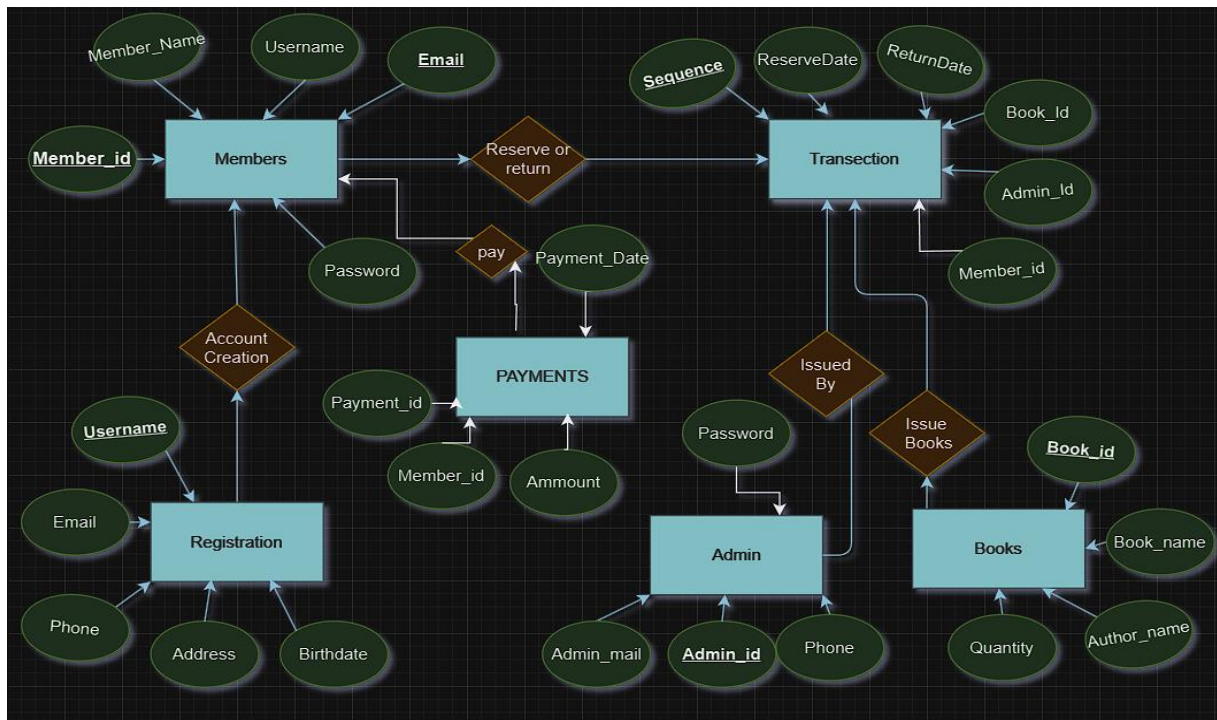 Member_Name
Username
Email
Sequence
ReserveDate
ReturnDate
Book_Id
Member_id
Members
Reserve or
return
Transection
Admin_Id
Password
pay
Payment_Date
Member_id
Account
Creation
PAYMENTS
Issued
By
Payment_id
Username
Password
Issue
Books
Book_id
Member_id
Ammount
Email
Registration
Admin
Books
Book_name
Phone
Address
Birthdate
Admin_mail
Admin_id
Phone
Quantity
Author_name